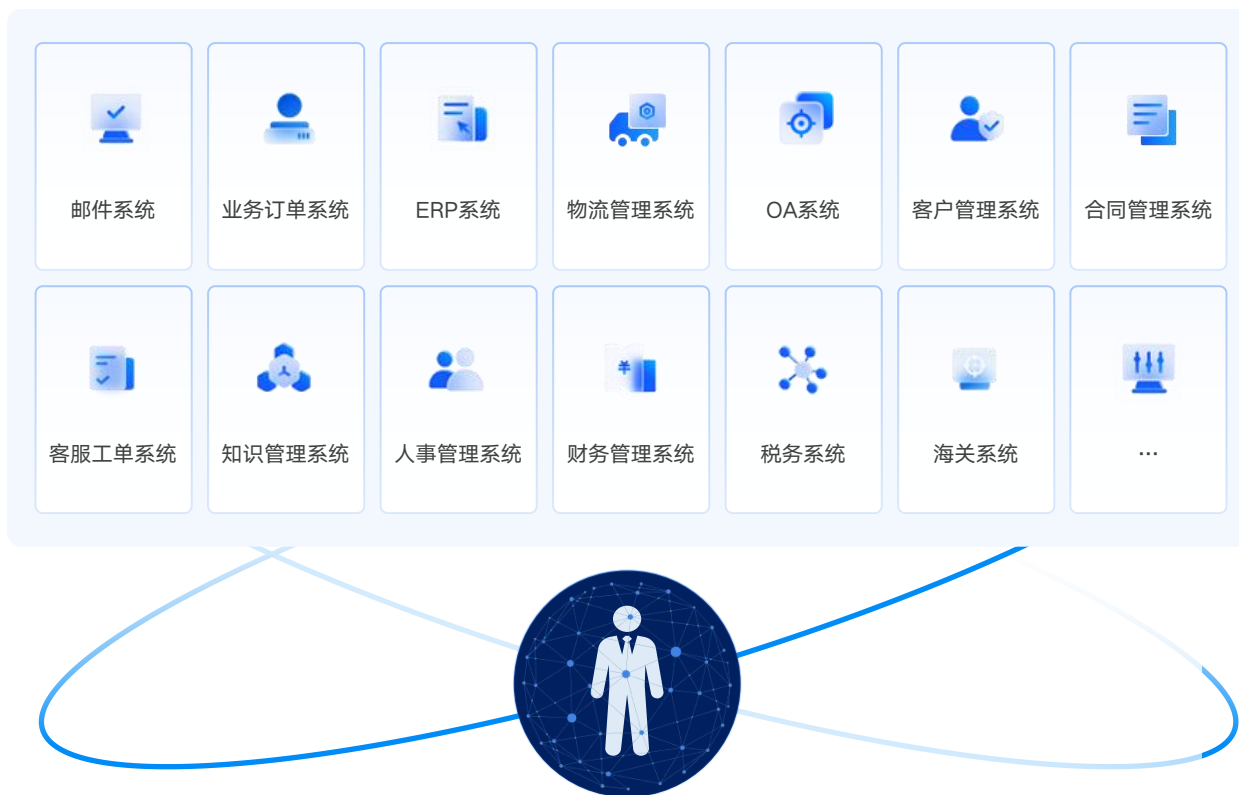 邮件系统
业务订单系统
ERP系统
物流管理系统
OA系统
客户管理系统
合同管理系统
客服工单系统
知识管理系统
人事管理系统
财务管理系统
税务系统
海关系统
…